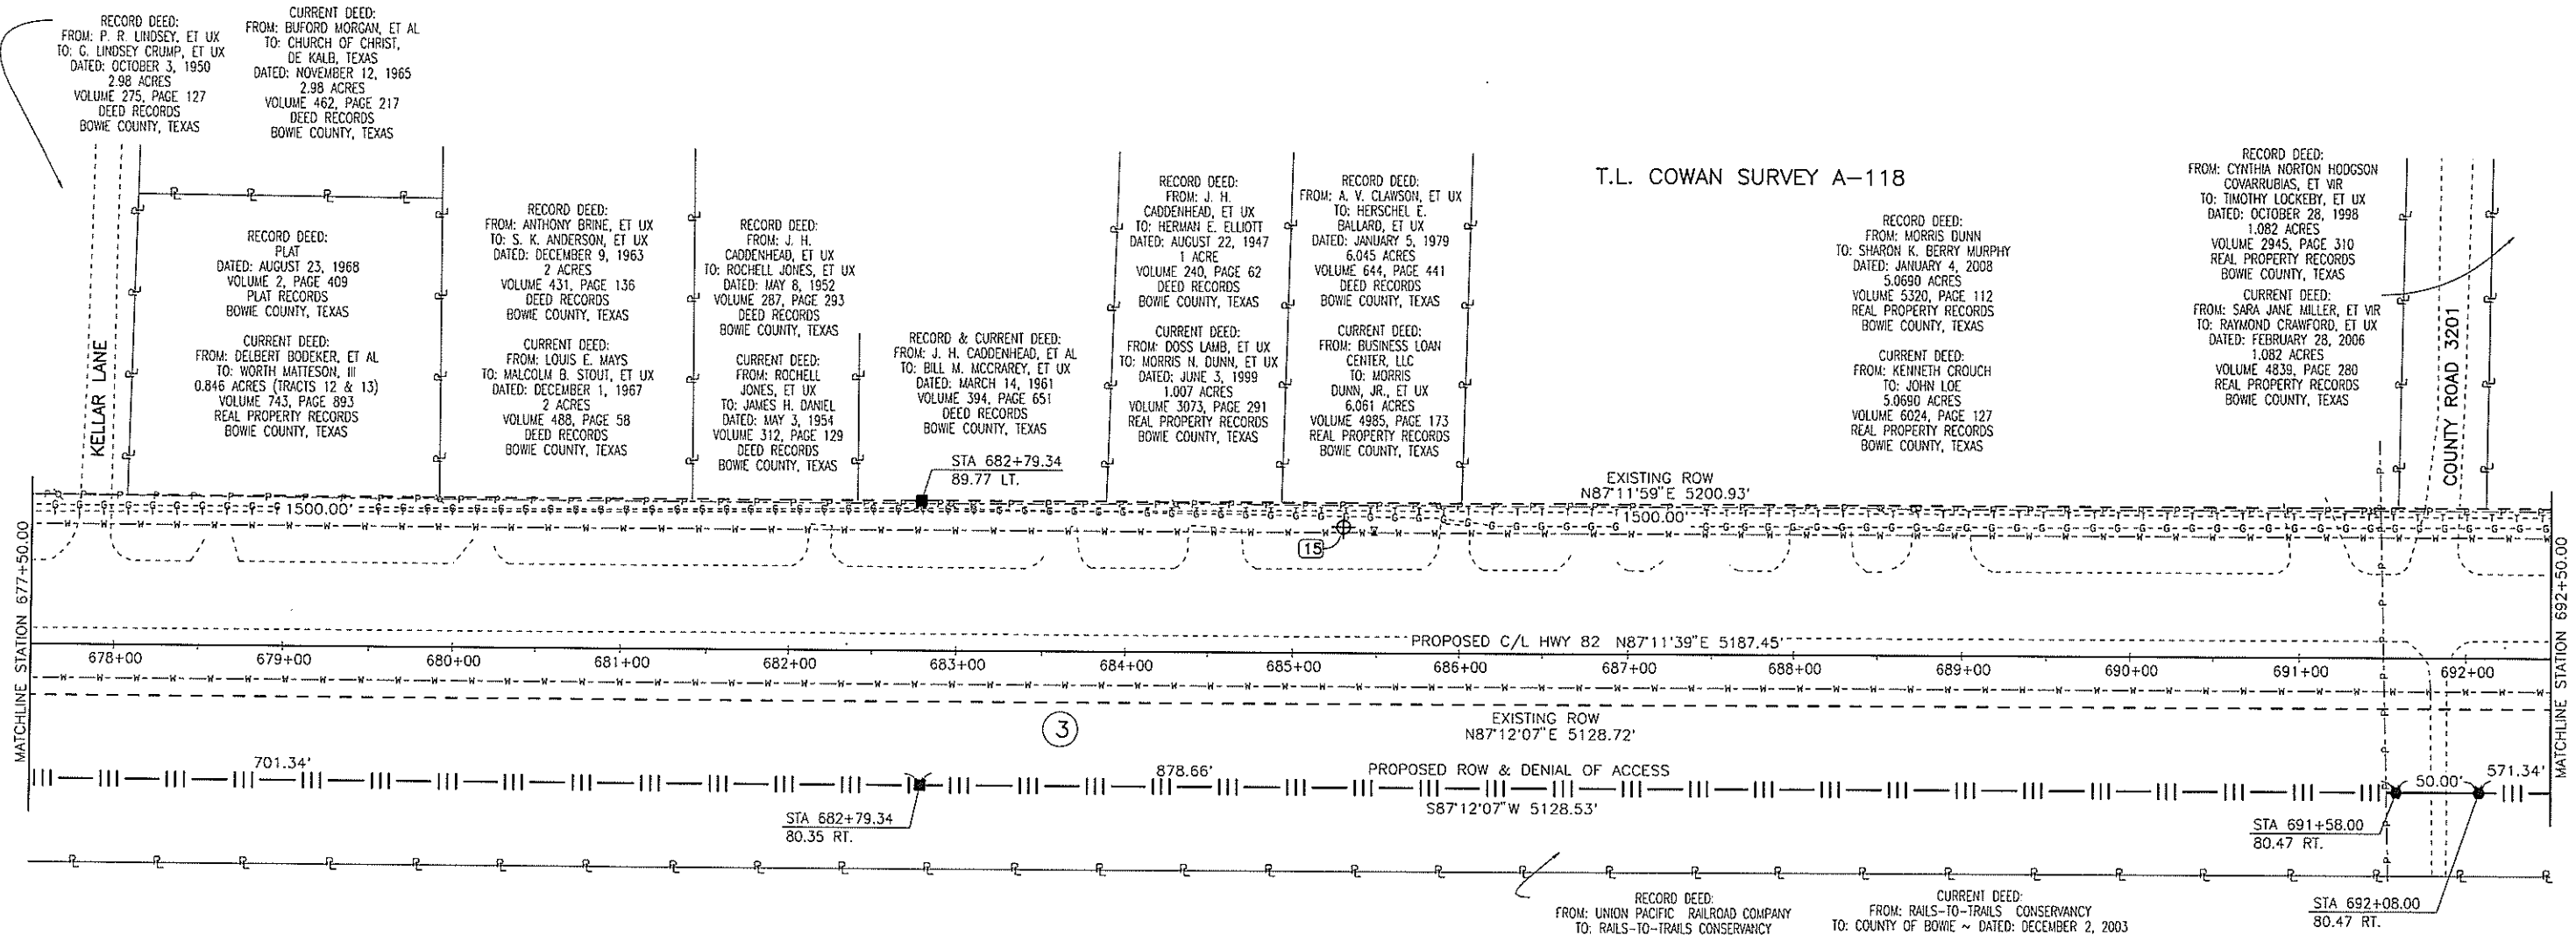 RECORD DEED:
FROM: P. R. LINDSEY, ET UX
TO: G. LINDSEY CRUMP, ET UX
DATED: OCTOBER 3, 1950
2.98 ACRES
VOLUME 275, PAGE 127
DEED RECORDS
BOWIE COUNTY, TEXAS
CURRENT DEED:
FROM: BUFORD MORGAN, ET AL
TO: CHURCH OF CHRIST,
DE KALB, TEXAS
DATED: NOVEMBER 12, 1965
2.98 ACRES
VOLUME 462, PAGE 217
DEED RECORDS
BOWIE COUNTY, TEXAS
KELLAR LANE
RECORD DEED:
PLAT
DATED: AUGUST 23, 1968
VOLUME 2, PAGE 409
PLAT RECORDS
BOWIE COUNTY, TEXAS
CURRENT DEED:
FROM: DELBERT BODEKER, ET AL
TO: WORTH MATTESON, III
0.846 ACRES (TRACTS 12 & 13)
VOLUME 743, PAGE 893
REAL PROPERTY RECORDS
BOWIE COUNTY, TEXAS
RECORD DEED:
FROM: ANTHONY BRINE, ET UX
TO: S. K. ANDERSON, ET UX
DATED: DECEMBER 9, 1963
2 ACRES
VOLUME 431, PAGE 136
DEED RECORDS
BOWIE COUNTY, TEXAS
CURRENT DEED:
FROM: LOUIS E. MAYS
TO: MALCOLM B. STOUT, ET UX
DATED: DECEMBER 1, 1967
2 ACRES
VOLUME 488, PAGE 58
DEED RECORDS
BOWIE COUNTY, TEXAS
RECORD DEED:
FROM: J. H.
CADDENHEAD, ET UX
TO: ROCHELL JONES, ET UX
DATED: MAY 8, 1952
VOLUME 287, PAGE 293
DEED RECORDS
BOWIE COUNTY, TEXAS
CURRENT DEED:
FROM: ROCHELL
JONES, ET UX
TO: JAMES H. DANIEL
DATED: MAY 3, 1954
VOLUME 312, PAGE 129
DEED RECORDS
BOWIE COUNTY, TEXAS
RECORD & CURRENT DEED:
FROM: J. H. CADDENHEAD, ET AL
TO: BILL M. MCCRAREY, ET UX
DATED: MARCH 14, 1961
VOLUME 394, PAGE 651
DEED RECORDS
BOWIE COUNTY, TEXAS
STA 682+79.34
89.77 LT.
RECORD DEED:
FROM: J. H.
CADDENHEAD, ET UX
TO: HERMAN E. ELLIOTT
DATED: AUGUST 22, 1947
1 ACRE
VOLUME 240, PAGE 62
DEED RECORDS
BOWIE COUNTY, TEXAS
CURRENT DEED:
FROM: DOSS LAMB, ET UX
TO: MORRIS N. DUNN, ET UX
DATED: JUNE 3, 1999
1.007 ACRES
VOLUME 3073, PAGE 291
REAL PROPERTY RECORDS
BOWIE COUNTY, TEXAS
RECORD DEED:
FROM: A. V. CLAWSON, ET UX
TO: HERSCHEL E.
BALLARD, ET UX
DATED: JANUARY 5, 1979
6.045 ACRES
VOLUME 644, PAGE 441
DEED RECORDS
BOWIE COUNTY, TEXAS
CURRENT DEED:
FROM: BUSINESS LOAN
CENTER, LLC
TO: MORRIS
DUNN, JR., ET UX
6.061 ACRES
VOLUME 4985, PAGE 173
REAL PROPERTY RECORDS
BOWIE COUNTY, TEXAS
T.L. COWAN SURVEY A-118
RECORD DEED:
FROM: MORRIS DUNN
TO: SHARON K. BERRY MURPHY
DATED: JANUARY 4, 2008
5.0690 ACRES
VOLUME 5320, PAGE 112
REAL PROPERTY RECORDS
BOWIE COUNTY, TEXAS
CURRENT DEED:
FROM: KENNETH CROUCH
TO: JOHN LOE
5.0690 ACRES
VOLUME 6024, PAGE 127
REAL PROPERTY RECORDS
BOWIE COUNTY, TEXAS
RECORD DEED:
FROM: CYNTHIA NORTON HODGSON
COVARRUBIAS, ET VIR
TO: TIMOTHY LOCKEBY, ET UX
DATED: OCTOBER 28, 1998
1.082 ACRES
VOLUME 2945, PAGE 310
REAL PROPERTY RECORDS
BOWIE COUNTY, TEXAS
CURRENT DEED:
FROM: SARA JANE MILLER, ET VIR
TO: RAYMOND CRAWFORD, ET UX
DATED: FEBRUARY 28, 2006
1.082 ACRES
VOLUME 4839, PAGE 280
REAL PROPERTY RECORDS
BOWIE COUNTY, TEXAS
COUNTY ROAD 3201
EXISTING ROW
N87°11'59"E 5200.93'
1500.00'
1500.00'
15
MATCHLINE STATION 677+50.00
MATCHLINE STATION 692+50.00
PROPOSED C/L HWY 82 N87°11'39"E 5187.45'
678+00 679+00 680+00 681+00 682+00 683+00 684+00 685+00 686+00 687+00 688+00 689+00 690+00 691+00 692+00
3
EXISTING ROW
N87°12'07"E 5128.72'
701.34'
878.66'
PROPOSED ROW & DENIAL OF ACCESS
50.00'
571.34'
S87°12'07"W 5128.53'
STA 682+79.34
80.35 RT.
STA 691+58.00
80.47 RT.
STA 692+08.00
80.47 RT.
RECORD DEED:
FROM: UNION PACIFIC RAILROAD COMPANY
TO: RAILS-TO-TRAILS CONSERVANCY
CURRENT DEED:
FROM: RAILS-TO-TRAILS CONSERVANCY
TO: COUNTY OF BOWIE ~ DATED: DECEMBER 2, 2003